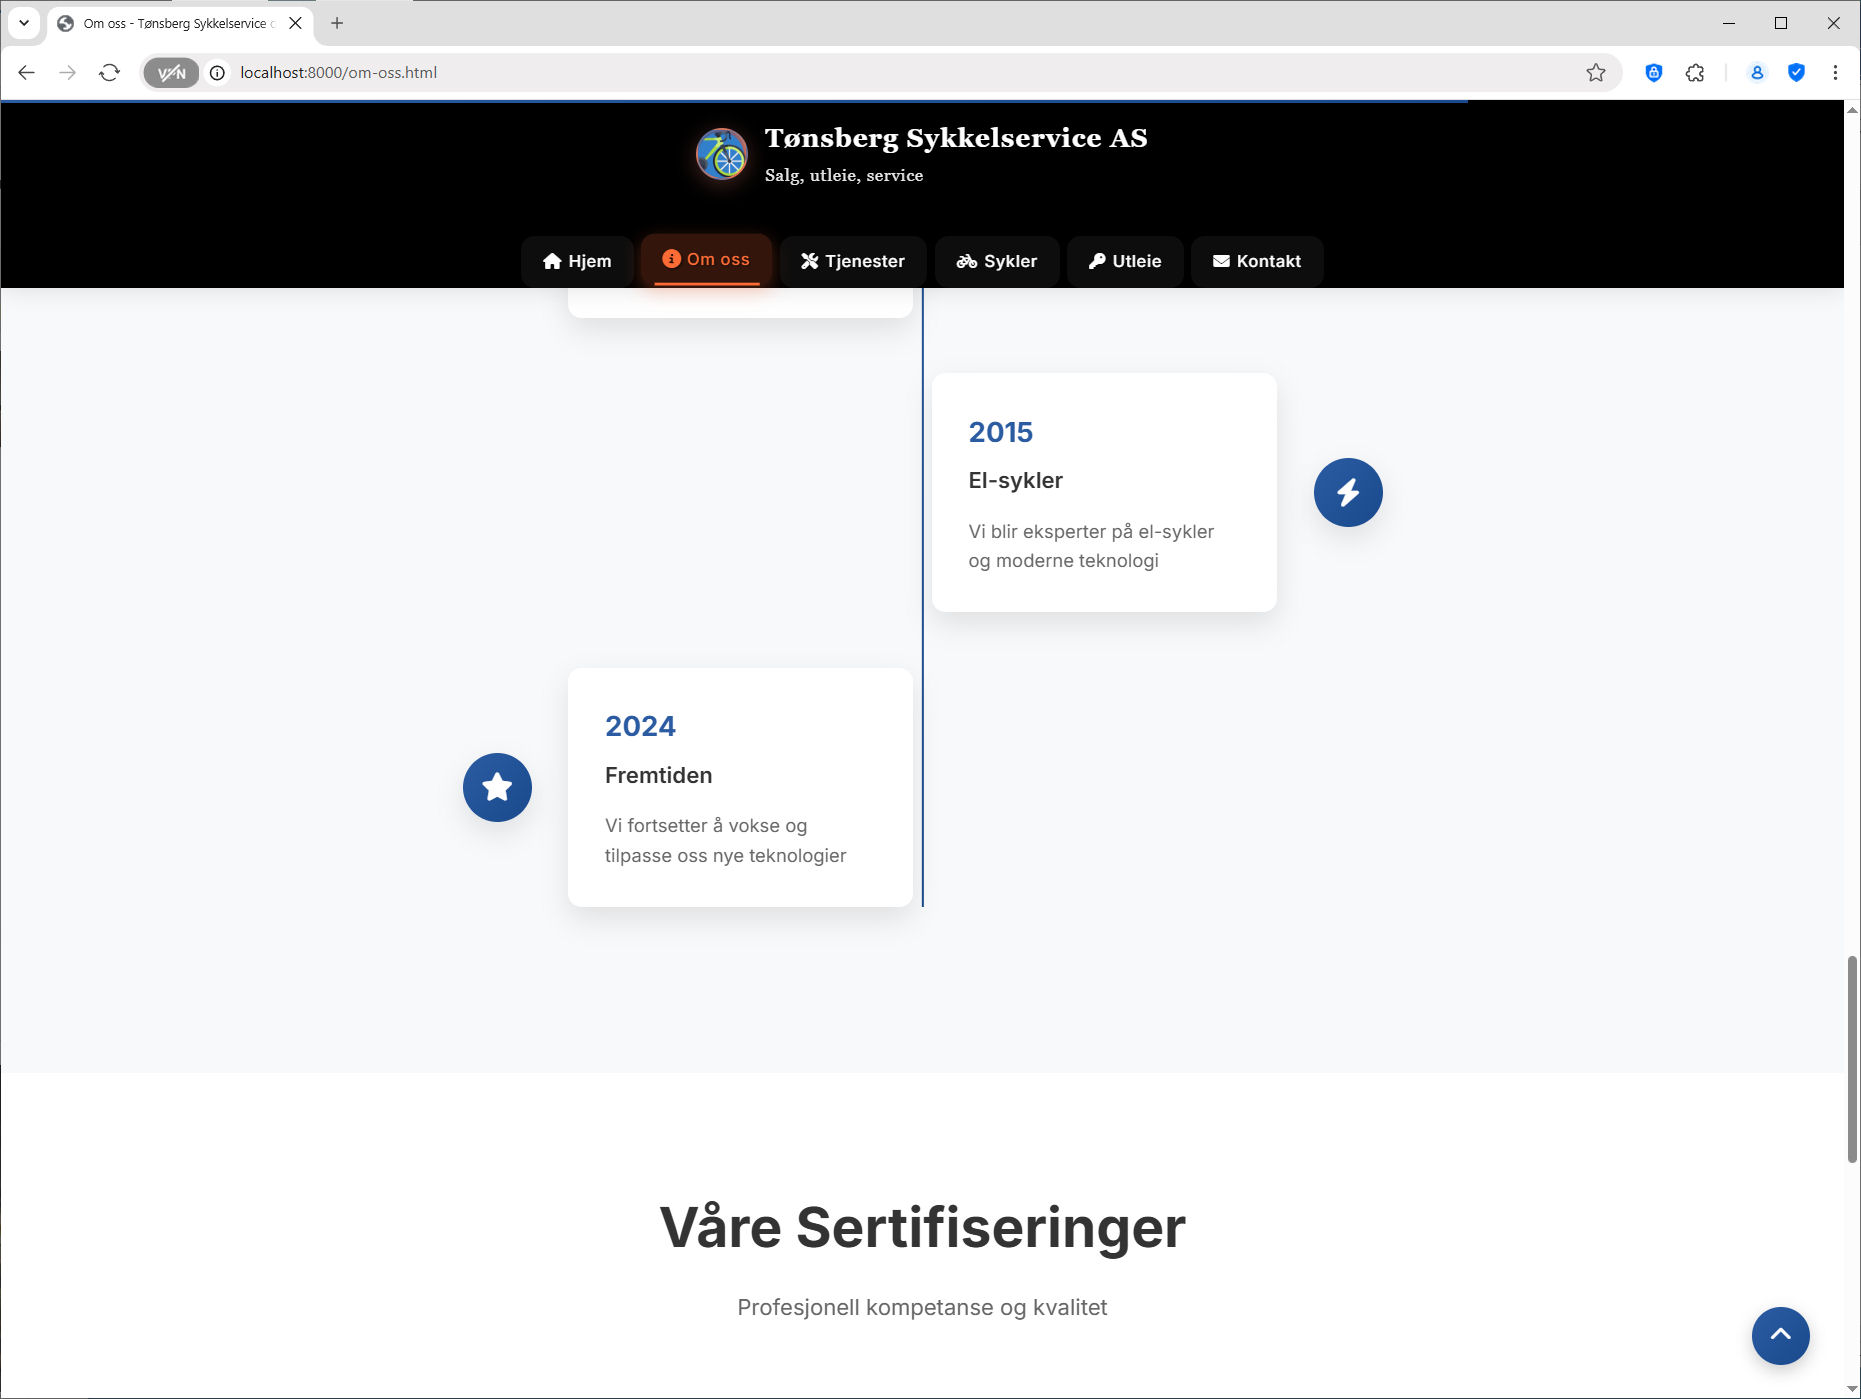 Om oss - Tønsberg Sykkelservice
VPN
localhost:8000/om-oss.html
Tønsberg Sykkelservice AS
Salg, utleie, service
Hjem
Om oss
Tjenester
Sykler
Utleie
Kontakt
2015
El-sykler
Vi blir eksperter på el-sykler
og moderne teknologi
2024
Fremtiden
Vi fortsetter å vokse og
tilpasse oss nye teknologier
Våre Sertifiseringer
Profesjonell kompetanse og kvalitet